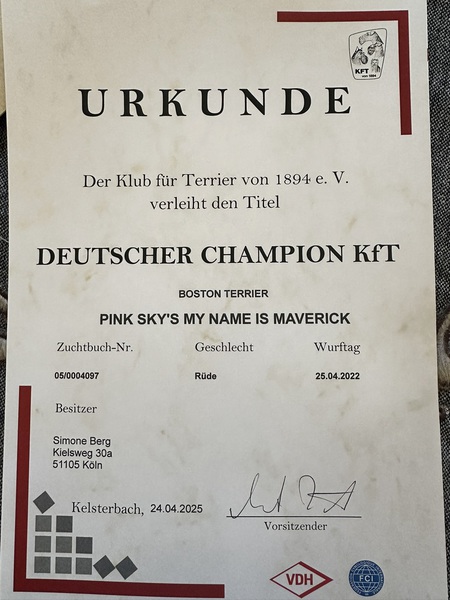 KFT
von 1894
URKUNDE
Der Klub für Terrier von 1894 e. V.
verleiht den Titel
DEUTSCHER CHAMPION KfT
BOSTON TERRIER
PINK SKY'S MY NAME IS MAVERICK
Zuchtbuch-Nr. Geschlecht Wurftag
05/0004097 Rüde 25.04.2022
Besitzer
Simone Berg
Kielsweg 30a
51105 Köln
Kelsterbach, 24.04.2025
Vorsitzender
VDH
FCI